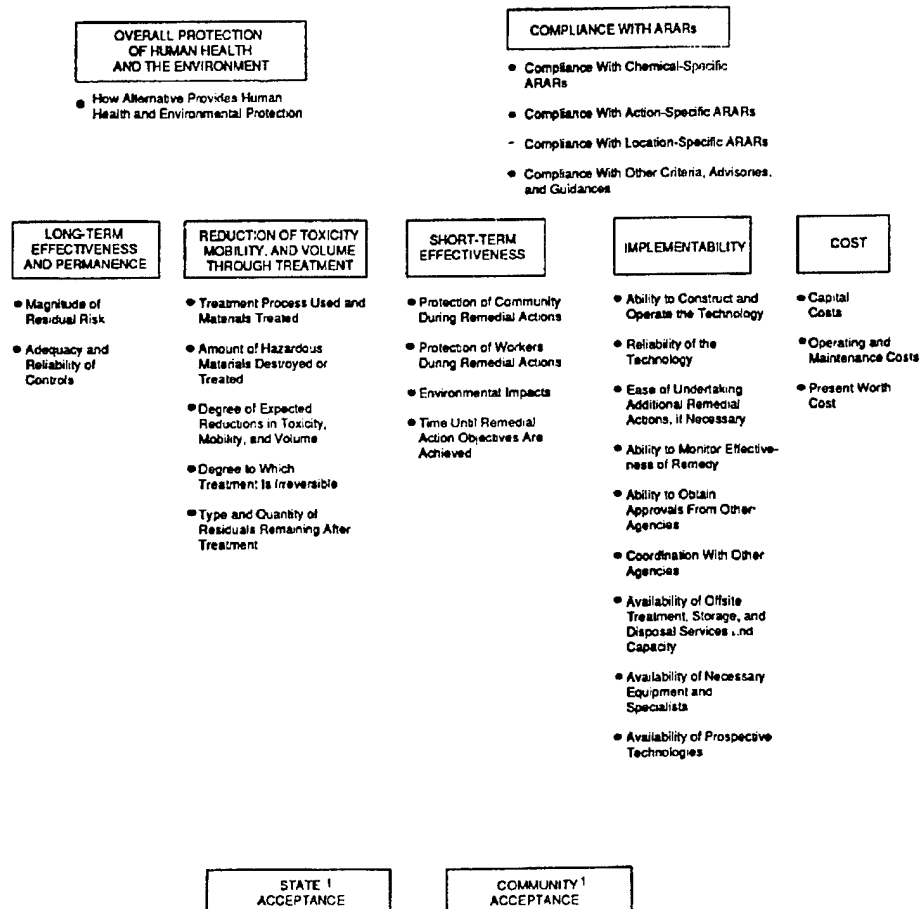 OVERALL PROTECTION
OF HUMAN HEALTH
AND THE ENVIRONMENT
● How Alternative Provides Human
Health and Environmental Protection
COMPLIANCE WITH ARARs
● Compliance With Chemical-Specific
ARARs
● Compliance With Action-Specific ARARs
- Compliance With Location-Specific ARARs
● Compliance With Other Criteria, Advisories,
and Guidances
LONG-TERM
EFFECTIVENESS
AND PERMANENCE
● Magnitude of
Residual Risk
● Adequacy and
Reliability of
Controls
REDUCTION OF TOXICITY
MOBILITY, AND VOLUME
THROUGH TREATMENT
● Treatment Process Used and
Materials Treated
● Amount of Hazardous
Materials Destroyed or
Treated
● Degree of Expected
Reductions in Toxicity,
Mobility, and Volume
● Degree to Which
Treatment Is Irreversible
● Type and Quantity of
Residuals Remaining After
Treatment
SHORT-TERM
EFFECTIVENESS
● Protection of Community
During Remedial Actions
● Protection of Workers
During Remedial Actions
● Environmental Impacts
● Time Until Remedial
Action Objectives Are
Achieved
IMPLEMENTABILITY
● Ability to Construct and
Operate the Technology
● Reliability of the
Technology
● Ease of Undertaking
Additional Remedial
Actions, if Necessary
● Ability to Monitor Effective-
ness of Remedy
● Ability to Obtain
Approvals From Other
Agencies
● Coordination With Other
Agencies
● Availability of Offsite
Treatment, Storage, and
Disposal Services and
Capacity
● Availability of Necessary
Equipment and
Specialists
● Availability of Prospective
Technologies
COST
● Capital
Costs
● Operating and
Maintenance Costs
● Present Worth
Cost
STATE 1
ACCEPTANCE
COMMUNITY 1
ACCEPTANCE